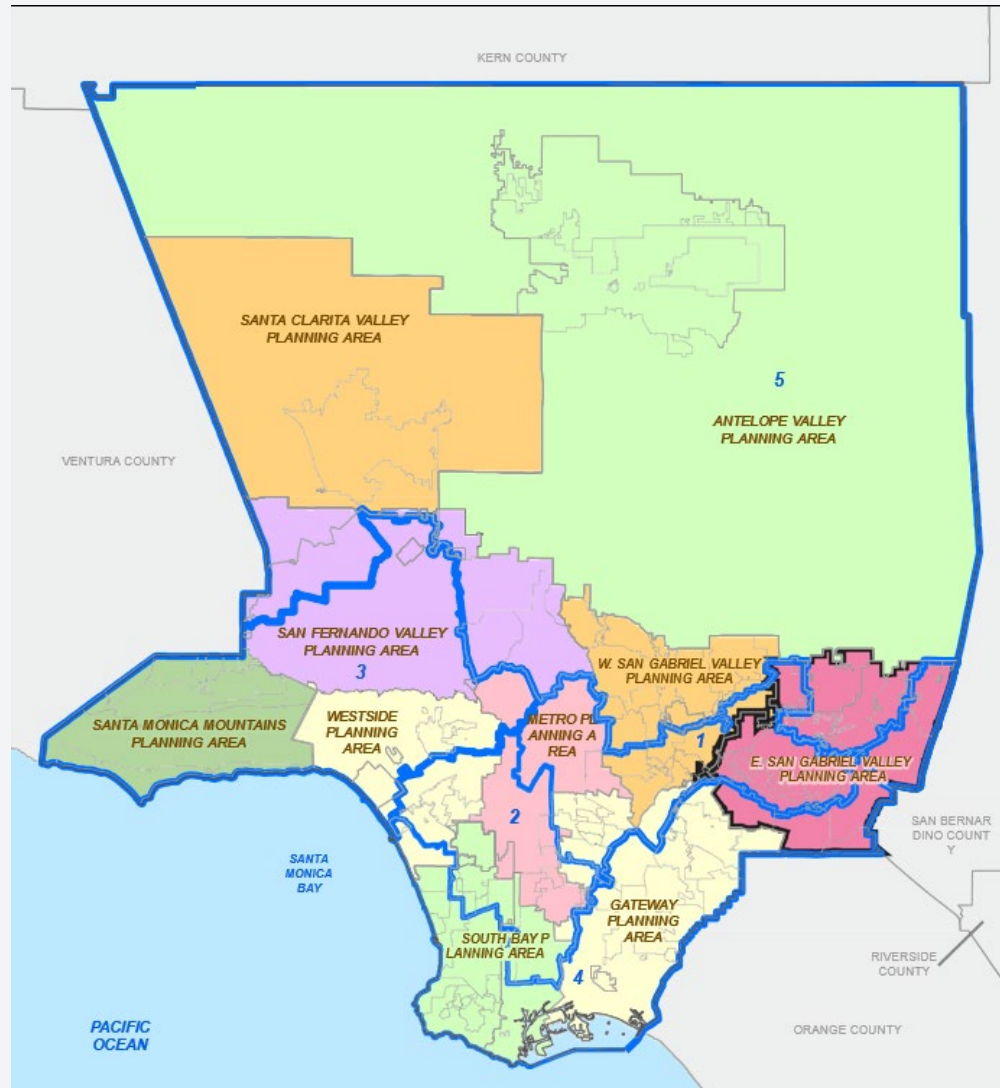 KERN COUNTY
SANTA CLARITA VALLEY
PLANNING AREA
5
ANTELOPE VALLEY
PLANNING AREA
VENTURA COUNTY
SAN FERNANDO VALLEY
PLANNING AREA
3
W. SAN GABRIEL VALLEY
PLANNING AREA
SANTA MONICA MOUNTAINS
PLANNING AREA
WESTSIDE
PLANNING
AREA
METRO PL
ANNING A
REA
1
E. SAN GABRIEL VALLEY
PLANNING AREA
2
SAN BERNAR
DINO COUNT
Y
SANTA
MONICA
BAY
GATEWAY
PLANNING
AREA
SOUTH BAY P
LANNING AREA
4
RIVERSIDE
COUNTY
PACIFIC
OCEAN
ORANGE COUNTY